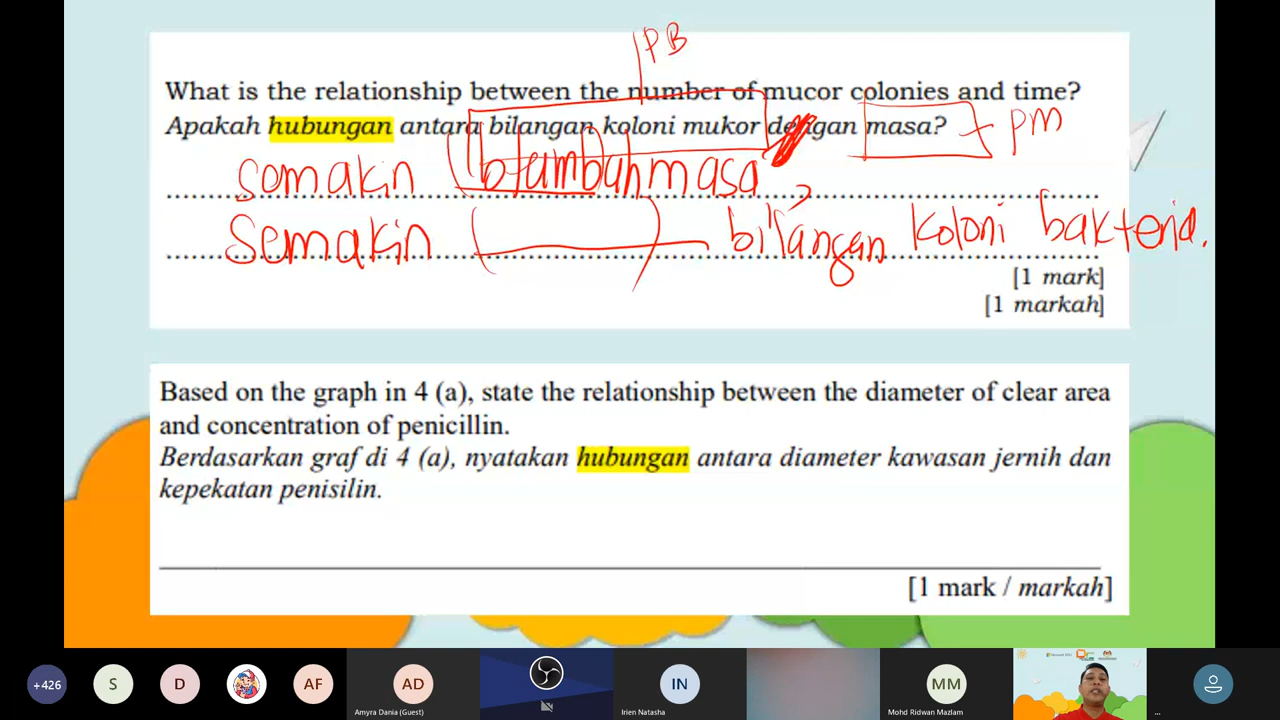 PB
What is the relationship between the number of mucor colonies and time?
Apakah hubungan antara bilangan koloni mukor dengan masa?
PM
semakin btambah masa,
semakin bilangan koloni bakteria.
[1 mark]
[1 markah]
Based on the graph in 4 (a), state the relationship between the diameter of clear area
and concentration of penicillin.
Berdasarkan graf di 4 (a), nyatakan hubungan antara diameter kawasan jernih dan
kepekatan penisilin.
[1 mark / markah]
+426
S
D
AF
AD
IN
MM
Amyra Dania (Guest)
Irien Natasha
Mohd Ridwan Mazlam
...